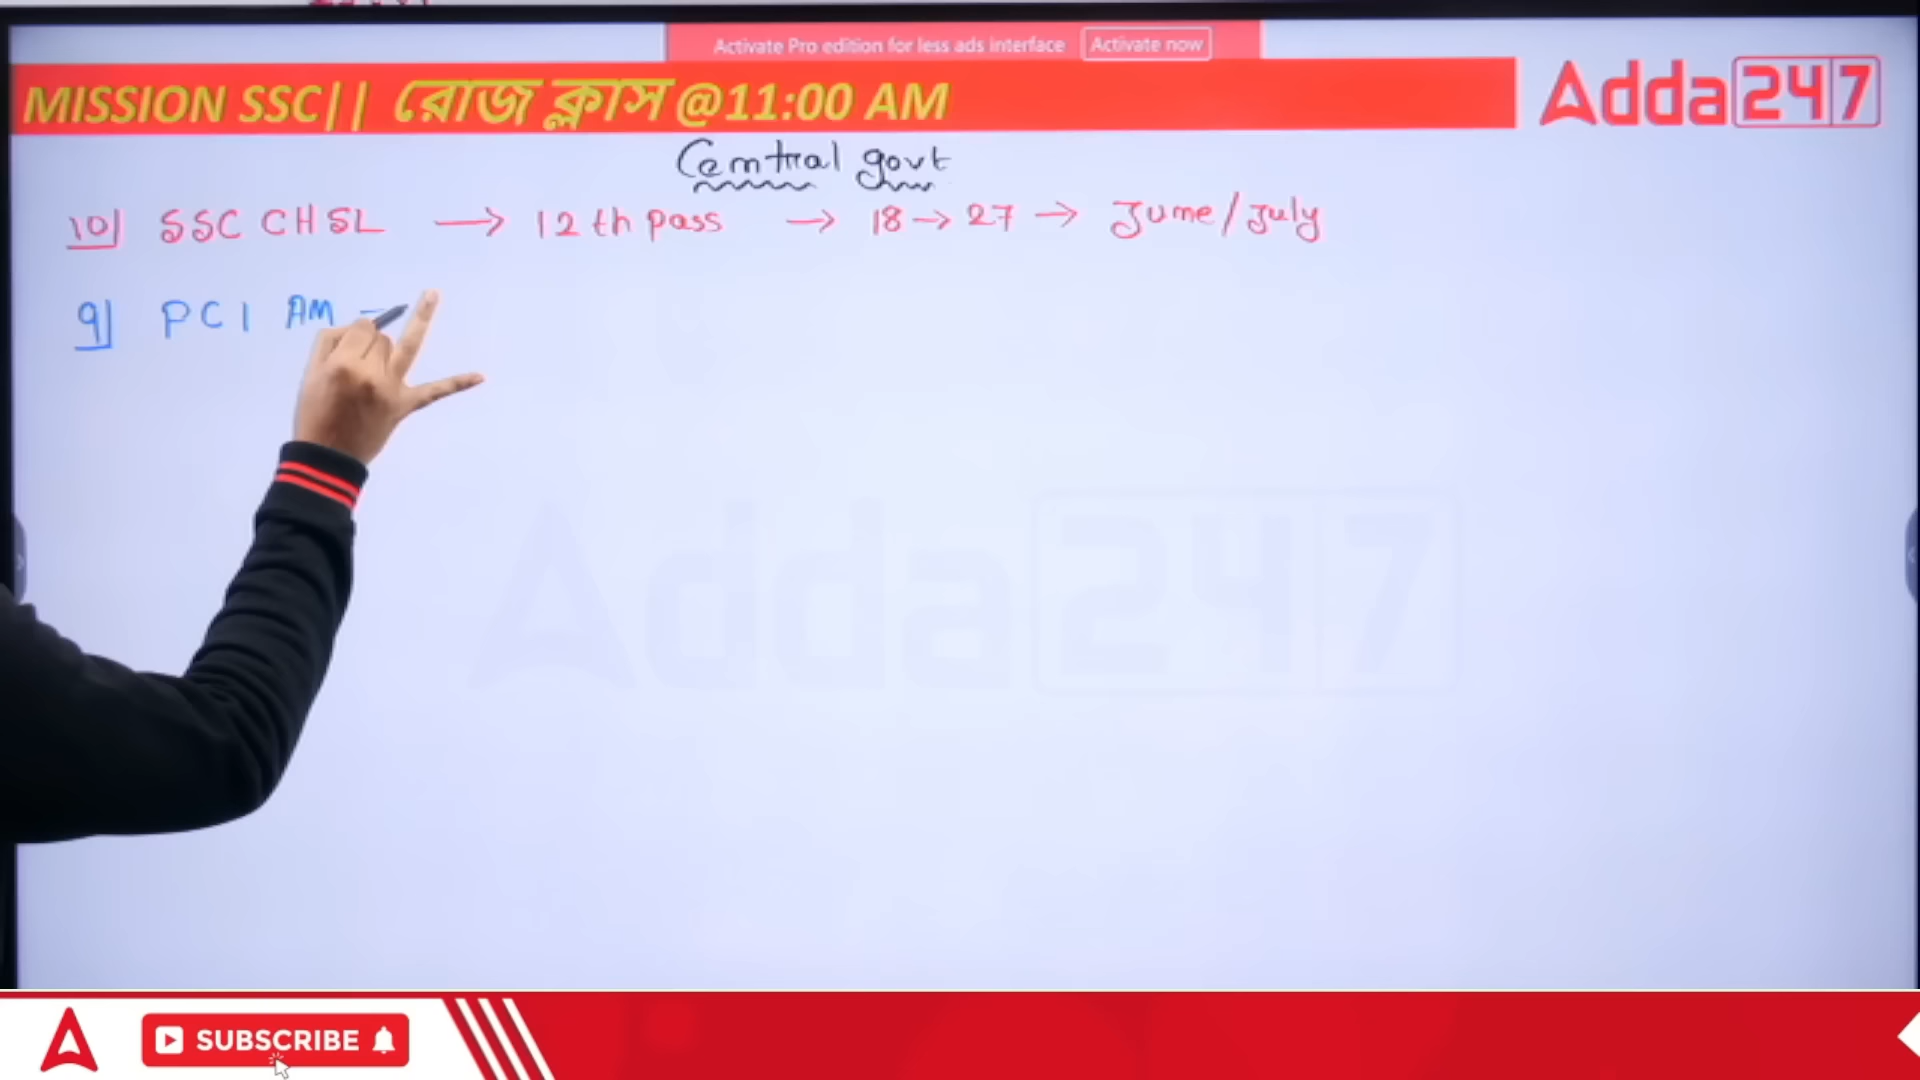 Activate Pro edition for less ads interface Activate now
MISSION SSC|| রোজ ক্লাস @11:00 AM
Adda247
Central govt
10) SSC CHSL → 12th pass → 18 → 27 → June/July
9) PCI AM -
Adda247
SUBSCRIBE